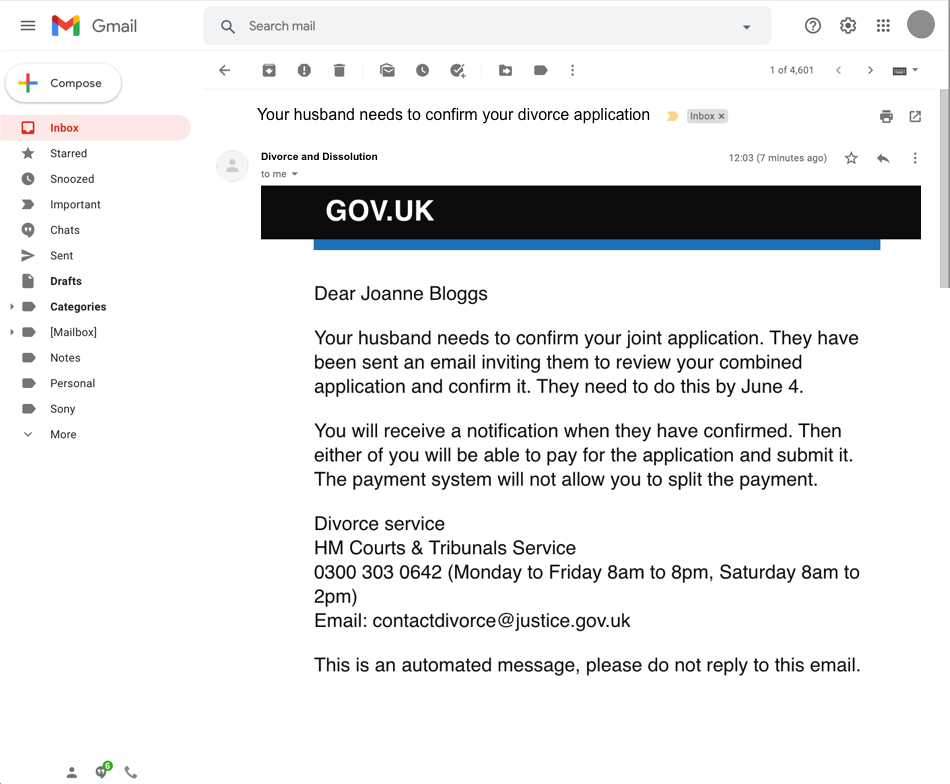 Gmail
Search mail
Compose
1 of 4,601
Inbox
Starred
Snoozed
Important
Chats
Sent
Drafts
Categories
[Mailbox]
Notes
Personal
Sony
More
6
Your husband needs to confirm your divorce application
Inbox ×
Divorce and Dissolution
12:03 (7 minutes ago)
to me
GOV.UK
Dear Joanne Bloggs
Your husband needs to confirm your joint application. They have
been sent an email inviting them to review your combined
application and confirm it. They need to do this by June 4.
You will receive a notification when they have confirmed. Then
either of you will be able to pay for the application and submit it.
The payment system will not allow you to split the payment.
Divorce service
HM Courts & Tribunals Service
0300 303 0642 (Monday to Friday 8am to 8pm, Saturday 8am to
2pm)
Email: contactdivorce@justice.gov.uk
This is an automated message, please do not reply to this email.